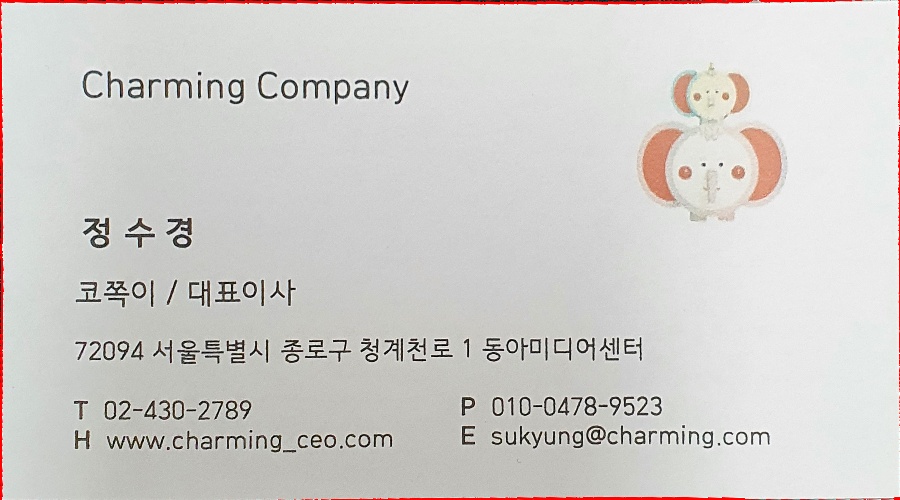 Charming Company
정수경
코쪽이 / 대표이사
72094 서울특별시 종로구 청계천로 1 동아미디어센터
T 02-430-2789
P 010-0478-9523
H www.charming_ceo.com
E sukyung@charming.com